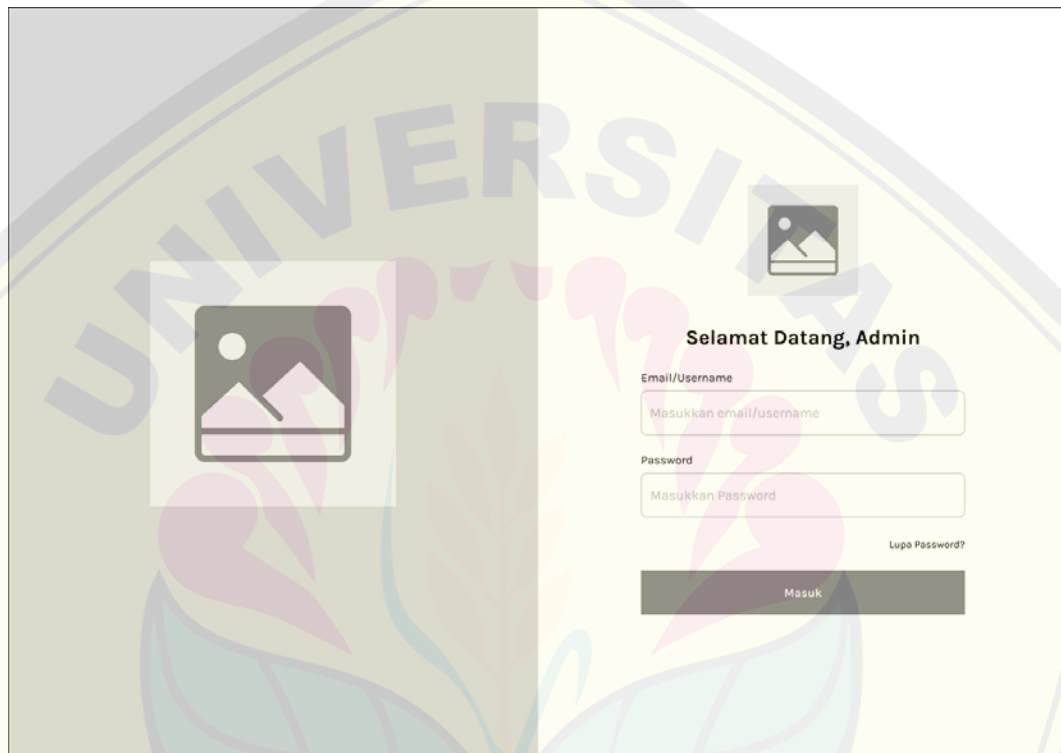 UNIVERSITAS
Selamat Datang, Admin
Email/Username
Masukkan email/username
Password
Masukkan Password
Lupa Password?
Masuk